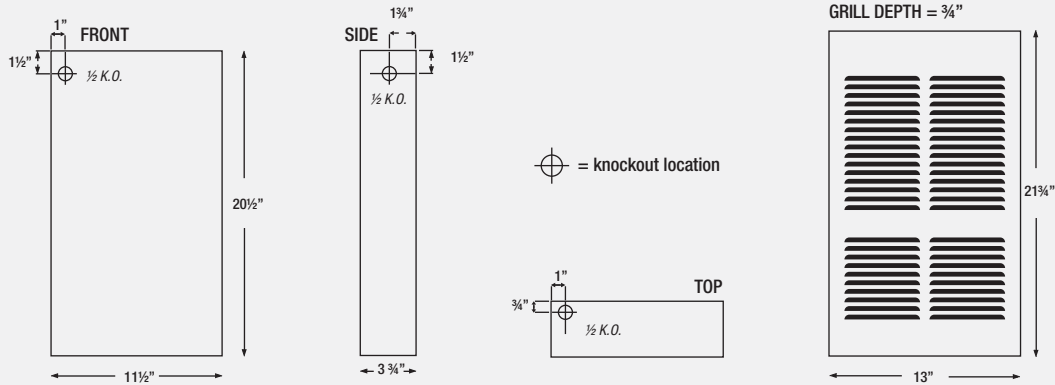 1"
FRONT
1½"
½ K.O.
20½"
11½"
1¾"
SIDE
1½"
½ K.O.
3 ¾"
= knockout location
1"
TOP
¾"
½ K.O.
GRILL DEPTH = ¾"
21¾"
13"